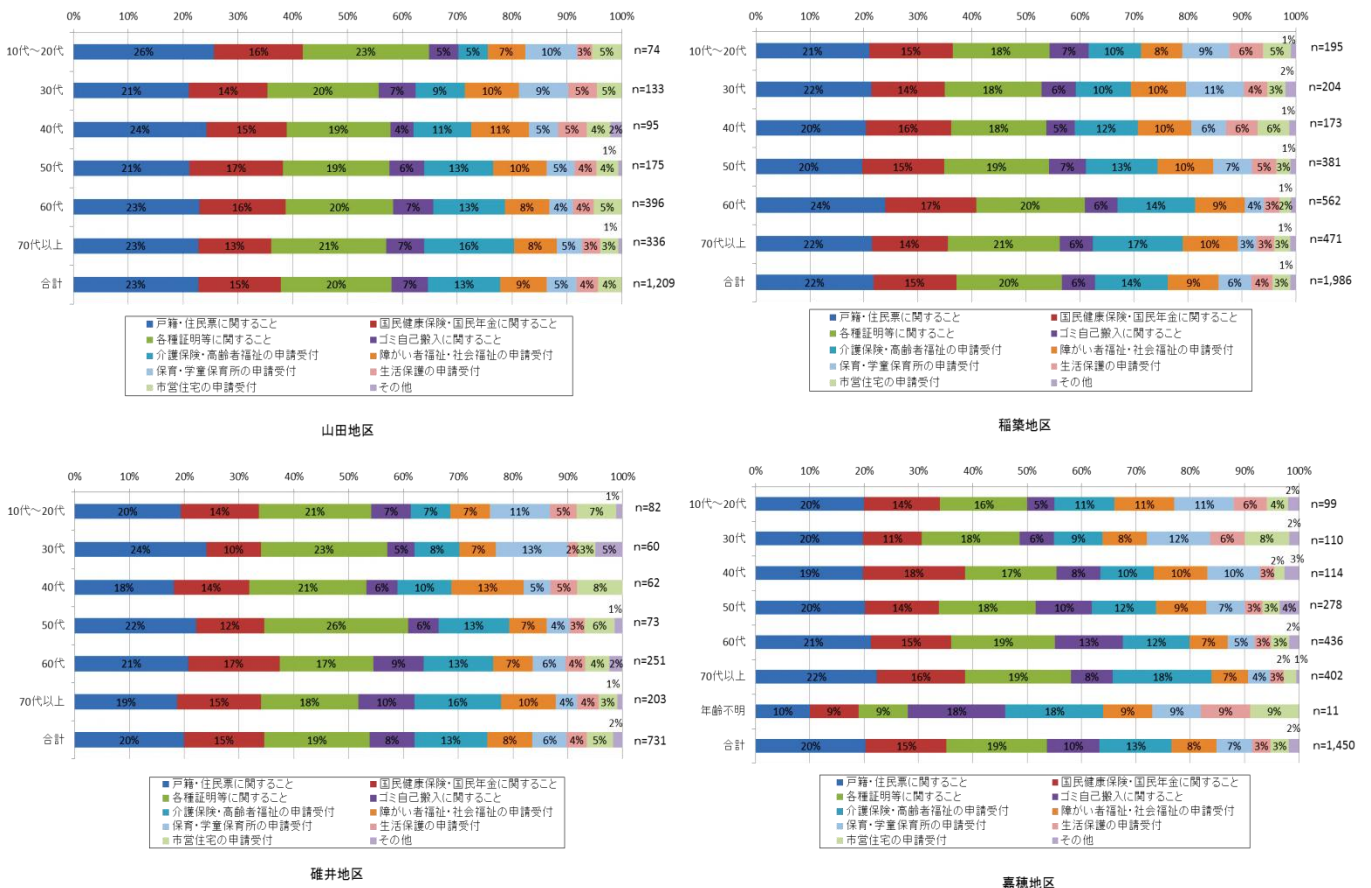 0% 10% 20% 30% 40% 50% 60% 70% 80% 90% 100%
10代～20代 26% 16% 23% 5% 5% 7% 10% 3% 5% n=74
30代 21% 14% 20% 7% 9% 10% 9% 5% 5% n=133
40代 24% 15% 19% 4% 11% 11% 5% 5% 4% 2% n=95
1%
50代 21% 17% 19% 6% 13% 10% 5% 4% 4% n=175
60代 23% 16% 20% 7% 13% 8% 4% 4% 5% n=396
1%
70代以上 23% 13% 21% 7% 16% 8% 5% 3% 3% n=336
合計 23% 15% 20% 7% 13% 9% 5% 4% 4% n=1,209
戸籍・住民票に関すること 国民健康保険・国民年金に関すること
各種証明等に関すること ゴミ自己搬入に関すること
介護保険・高齢者福祉の申請受付 障がい者福祉・社会福祉の申請受付
保育・学童保育所の申請受付 生活保護の申請受付
市営住宅の申請受付 その他
山田地区
0% 10% 20% 30% 40% 50% 60% 70% 80% 90% 100%
1%
10代～20代 21% 15% 18% 7% 10% 8% 9% 6% 5% n=195
2%
30代 22% 14% 18% 6% 10% 10% 11% 4% 3% n=204
1%
40代 20% 16% 18% 5% 12% 10% 6% 6% 6% n=173
1%
50代 20% 15% 19% 7% 13% 10% 7% 5% 3% n=381
1%
60代 24% 17% 20% 6% 14% 9% 4% 3% 2% n=562
1%
70代以上 22% 14% 21% 6% 17% 10% 3% 3% 3% n=471
1%
合計 22% 15% 20% 6% 14% 9% 6% 4% 3% n=1,986
戸籍・住民票に関すること 国民健康保険・国民年金に関すること
各種証明等に関すること ゴミ自己搬入に関すること
介護保険・高齢者福祉の申請受付 障がい者福祉・社会福祉の申請受付
保育・学童保育所の申請受付 生活保護の申請受付
市営住宅の申請受付 その他
稲築地区
0% 10% 20% 30% 40% 50% 60% 70% 80% 90% 100%
1%
10代～20代 20% 14% 21% 7% 7% 7% 11% 5% 7% n=82
30代 24% 10% 23% 5% 8% 7% 13% 2% 3% 5% n=60
40代 18% 14% 21% 6% 10% 13% 5% 5% 8% n=62
1%
50代 22% 12% 26% 6% 13% 7% 4% 3% 6% n=73
60代 21% 17% 17% 9% 13% 7% 6% 4% 4% 2% n=251
1%
70代以上 19% 15% 18% 10% 16% 10% 4% 4% 3% n=203
2%
合計 20% 15% 19% 8% 13% 8% 6% 4% 5% n=731
戸籍・住民票に関すること 国民健康保険・国民年金に関すること
各種証明等に関すること ゴミ自己搬入に関すること
介護保険・高齢者福祉の申請受付 障がい者福祉・社会福祉の申請受付
保育・学童保育所の申請受付 生活保護の申請受付
市営住宅の申請受付 その他
碓井地区
0% 10% 20% 30% 40% 50% 60% 70% 80% 90% 100%
2%
10代～20代 20% 14% 16% 5% 11% 11% 11% 6% 4% n=99
2%
30代 20% 11% 18% 6% 9% 8% 12% 6% 8% n=110
2% 3%
40代 19% 18% 17% 8% 10% 10% 10% 3% n=114
50代 20% 14% 18% 10% 12% 9% 7% 3% 3% 4% n=278
2%
60代 21% 15% 19% 13% 12% 7% 5% 3% 3% n=436
2% 1%
70代以上 22% 16% 19% 8% 18% 7% 4% 3% n=402
年齢不明 10% 9% 9% 18% 18% 9% 9% 9% 9% n=11
2%
合計 20% 15% 19% 10% 13% 8% 7% 3% 3% n=1,450
戸籍・住民票に関すること 国民健康保険・国民年金に関すること
各種証明等に関すること ゴミ自己搬入に関すること
介護保険・高齢者福祉の申請受付 障がい者福祉・社会福祉の申請受付
保育・学童保育所の申請受付 生活保護の申請受付
市営住宅の申請受付 その他
嘉穂地区